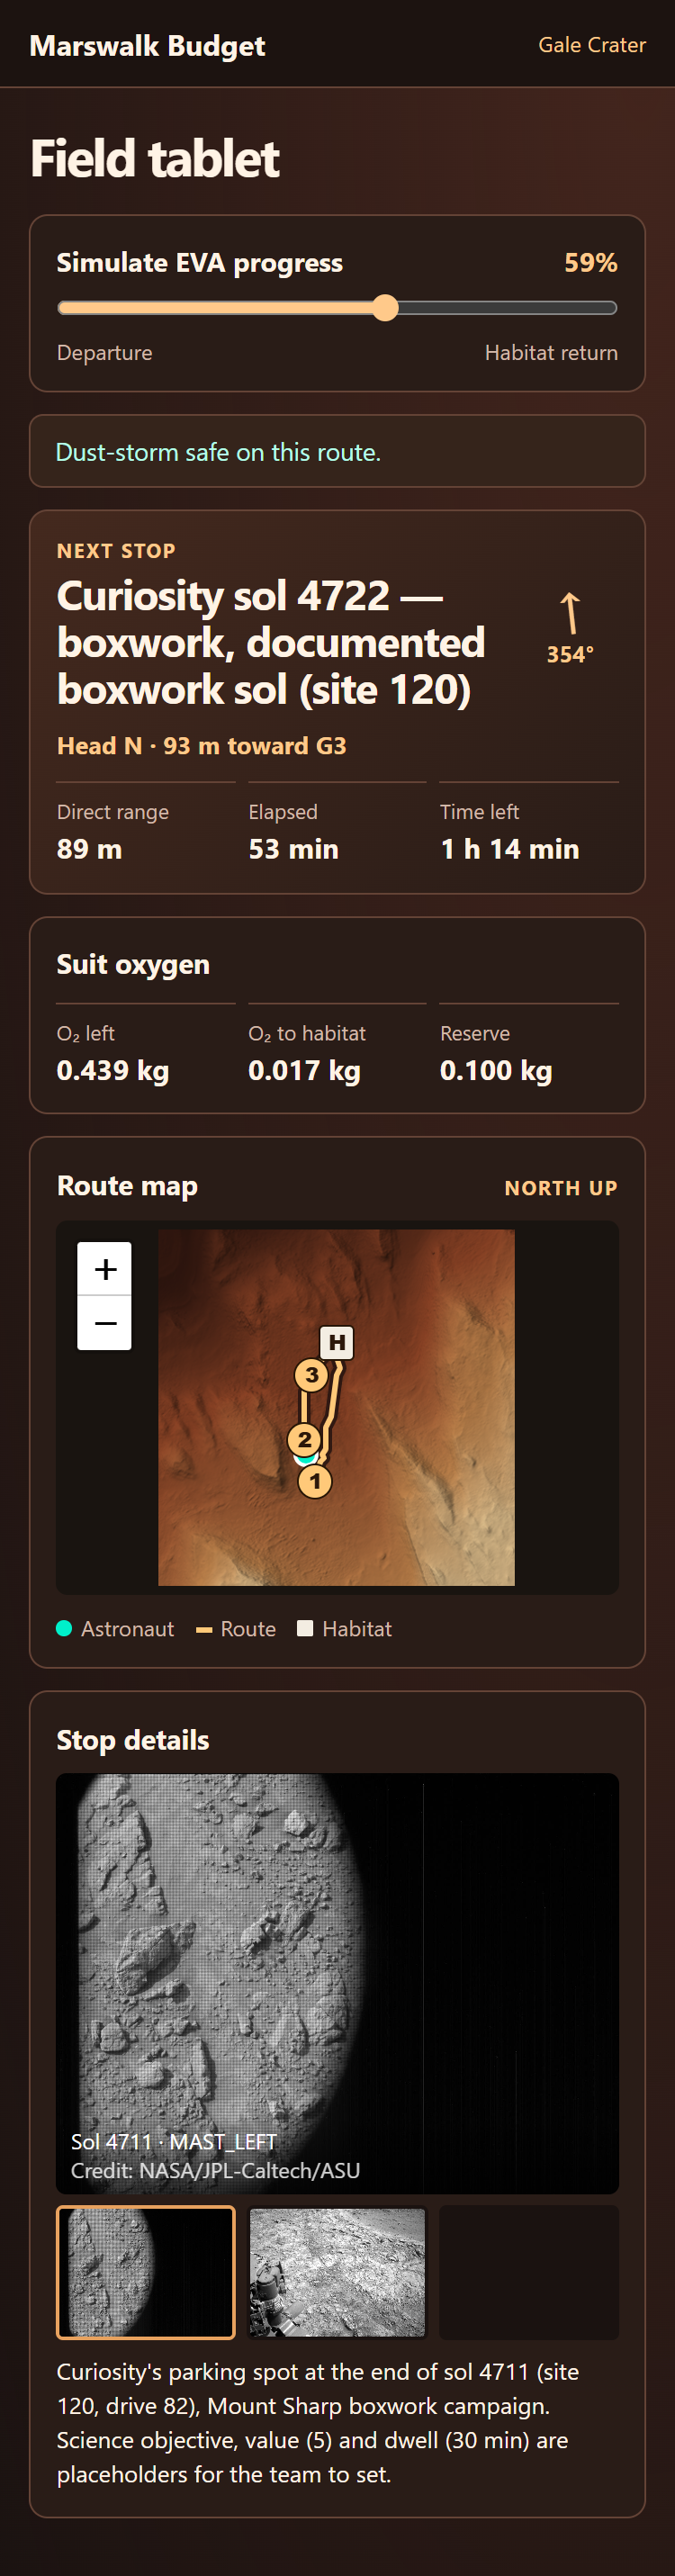 Marswalk Budget
Gale Crater
Field tablet
Simulate EVA progress
59%
Departure
Habitat return
Dust-storm safe on this route.
NEXT STOP
Curiosity sol 4722 —
boxwork, documented
boxwork sol (site 120)
↑
354°
Head N · 93 m toward G3
Direct range
Elapsed
Time left
89 m
53 min
1 h 14 min
Suit oxygen
O₂ left
O₂ to habitat
Reserve
0.439 kg
0.017 kg
0.100 kg
Route map
NORTH UP
+
−
H
3
2
1
Astronaut
Route
Habitat
Stop details
Sol 4711 · MAST_LEFT
Credit: NASA/JPL-Caltech/ASU
Curiosity's parking spot at the end of sol 4711 (site
120, drive 82), Mount Sharp boxwork campaign.
Science objective, value (5) and dwell (30 min) are
placeholders for the team to set.